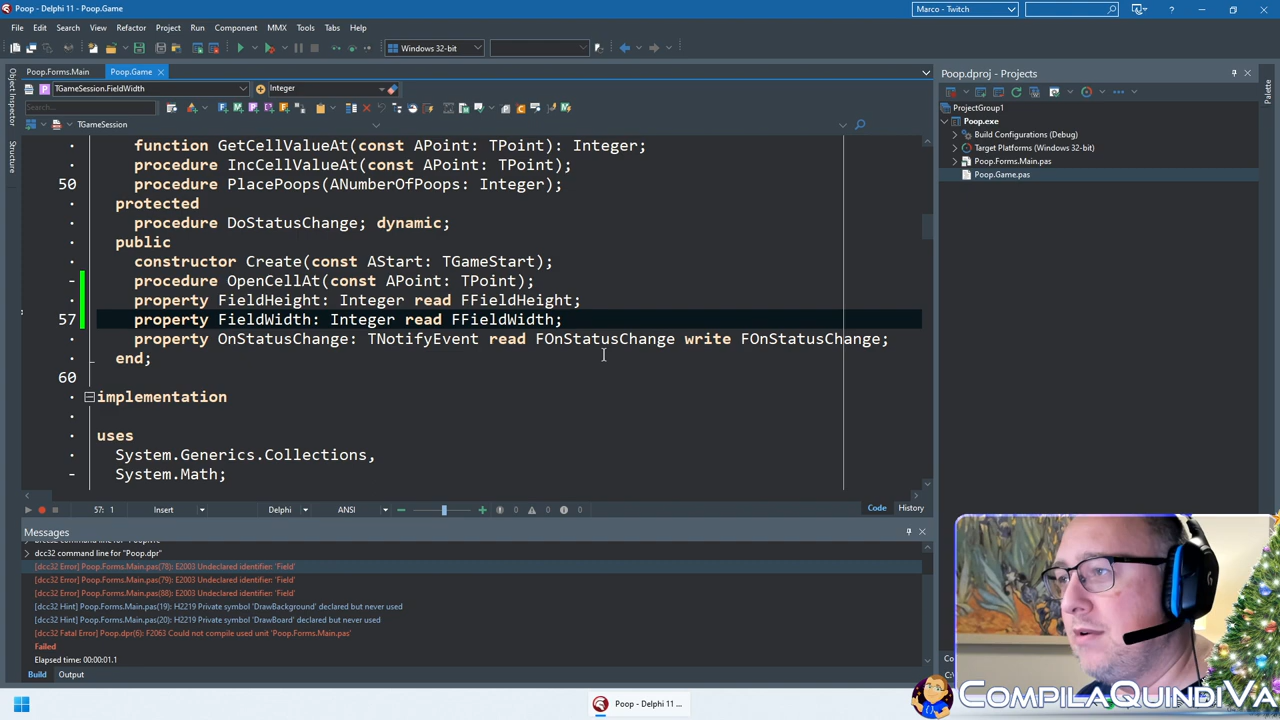 Poop - Delphi 11 - Poop.Game
Marco - Twitch
File Edit Search View Refactor Project Run Component MMX Tools Tabs Help
Windows 32-bit
Object Inspector
Structure
Poop.Forms.Main Poop.Game
TGameSession.FieldWidth Integer
Search...
TGameSession
function GetCellValueAt(const APoint: TPoint): Integer;
procedure IncCellValueAt(const APoint: TPoint);
50 procedure PlacePoops(ANumberOfPoops: Integer);
protected
procedure DoStatusChange; dynamic;
public
constructor Create(const AStart: TGameStart);
procedure OpenCellAt(const APoint: TPoint);
property FieldHeight: Integer read FFieldHeight;
57 property FieldWidth: Integer read FFieldWidth;
property OnStatusChange: TNotifyEvent read FOnStatusChange write FOnStatusChange;
end;
60
implementation
uses
System.Generics.Collections,
System.Math;
57: 1 Insert Delphi ANSI 0 0 0 Code History
Messages
dcc32 command line for "Poop.dpr"
[dcc32 Error] Poop.Forms.Main.pas(78): E2003 Undeclared identifier: 'Field'
[dcc32 Error] Poop.Forms.Main.pas(79): E2003 Undeclared identifier: 'Field'
[dcc32 Error] Poop.Forms.Main.pas(88): E2003 Undeclared identifier: 'Field'
[dcc32 Hint] Poop.Forms.Main.pas(19): H2219 Private symbol 'DrawBackground' declared but never used
[dcc32 Hint] Poop.Forms.Main.pas(20): H2219 Private symbol 'DrawBoard' declared but never used
[dcc32 Fatal Error] Poop.dpr(6): F2063 Could not compile used unit 'Poop.Forms.Main.pas'
Failed
Elapsed time: 00:00:01.1
Build Output
Poop.dproj - Projects
ProjectGroup1
Poop.exe
Build Configurations (Debug)
Target Platforms (Windows 32-bit)
Poop.Forms.Main.pas
Poop.Game.pas
Palette
COMPILAQUINDIVA
Poop - Delphi 11 ...